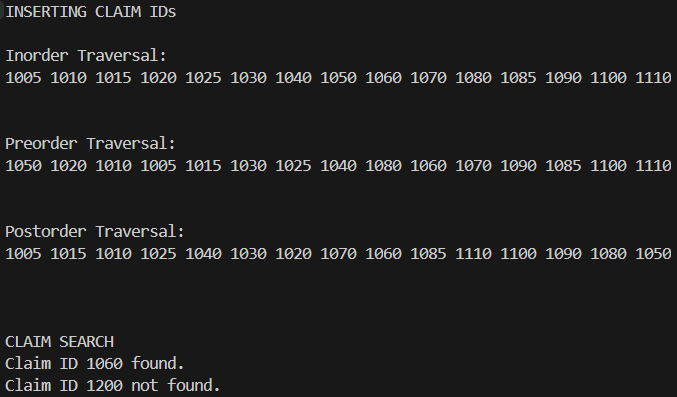 INSERTING CLAIM IDs
Inorder Traversal:
1005 1010 1015 1020 1025 1030 1040 1050 1060 1070 1080 1085 1090 1100 1110
Preorder Traversal:
1050 1020 1010 1005 1015 1030 1025 1040 1080 1060 1070 1090 1085 1100 1110
Postorder Traversal:
1005 1015 1010 1025 1040 1030 1020 1070 1060 1085 1110 1100 1090 1080 1050
CLAIM SEARCH
Claim ID 1060 found.
Claim ID 1200 not found.